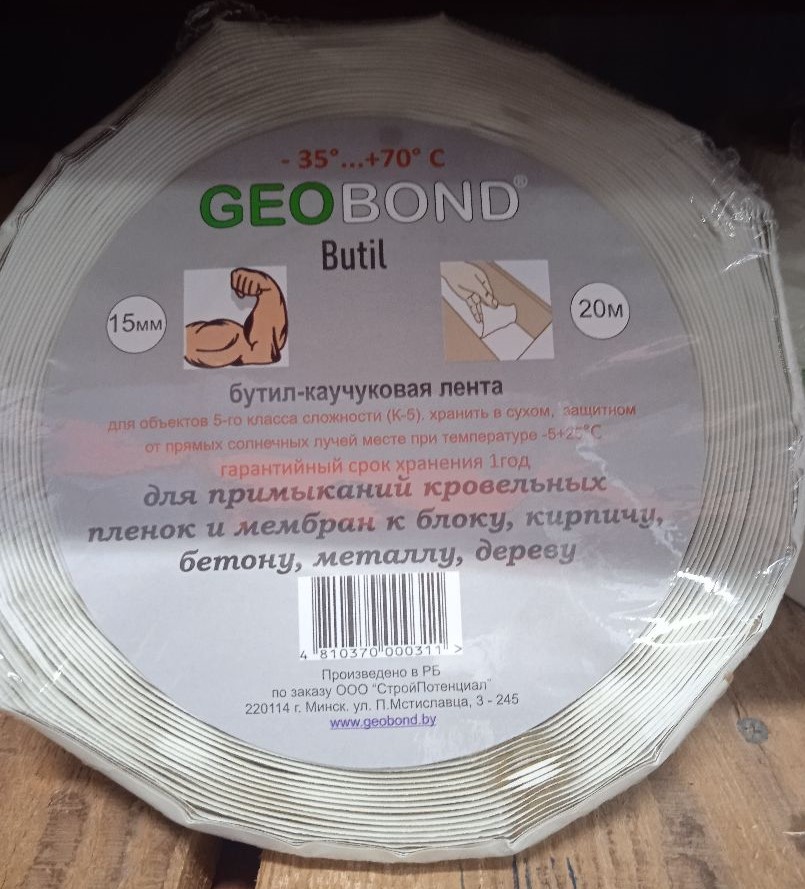 - 35°...+70° C
GEOBOND®
Butil
15мм
20м
бутил-каучуковая лента
для объектов 5-го класса сложности (К-5). хранить в сухом, защитном
от прямых солнечных лучей месте при температуре -5+25°С
гарантийный срок хранения 1год
для примыканий кровельных
пленок и мембран к блоку, кирпичу,
бетону, металлу, дереву
4 810370 000311 >
Произведено в РБ
по заказу ООО "СтройПотенциал"
220114 г. Минск. ул. П.Мстиславца, 3 - 245
www.geobond.by